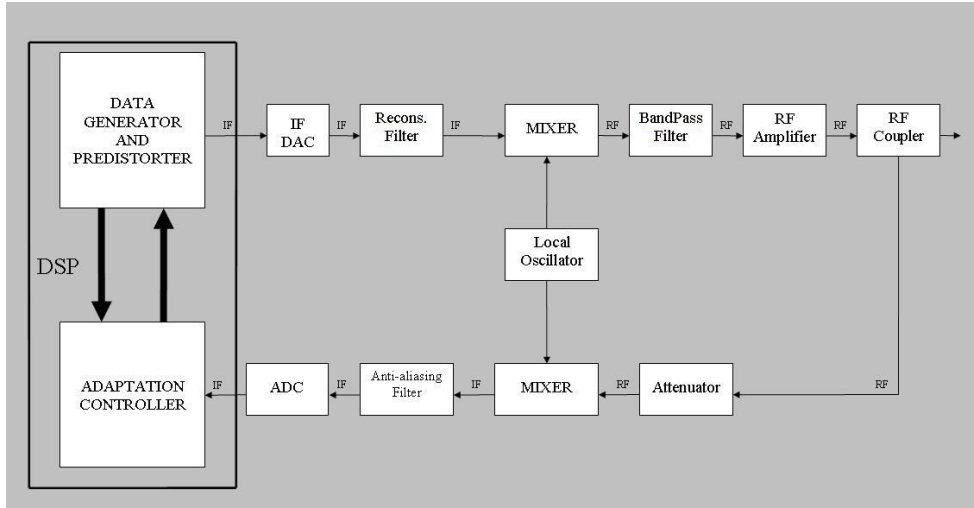 DATA
GENERATOR
AND
PREDISTORTER
IF
IF
DAC
IF
Recons.
Filter
IF
MIXER
RF
BandPass
Filter
RF
RF
Amplifier
RF
RF
Coupler
Local
Oscillator
DSP
ADAPTATION
CONTROLLER
IF
ADC
IF
Anti-aliasing
Filter
IF
MIXER
RF
Attenuator
RF